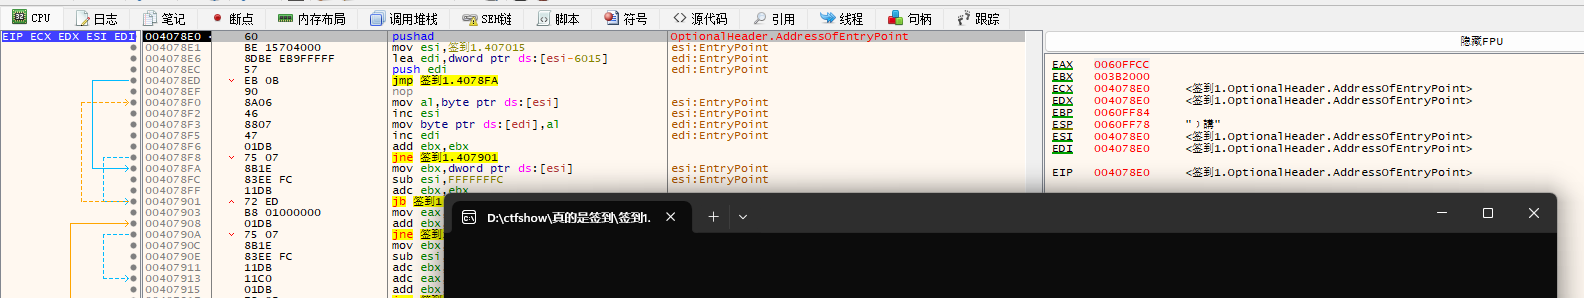 CPU 日志 笔记 断点 内存布局 调用堆栈 SEH链 脚本 符号 源代码 引用 线程 句柄 跟踪
EIP ECX EDX ESI EDI 004078E0 60 pushad OptionalHeader.AddressOfEntryPoint
004078E1 BE 15704000 mov esi,签到1.407015 esi:EntryPoint
004078E6 8DBE EB9FFFFF lea edi,dword ptr ds:[esi-6015] edi:EntryPoint
004078EC 57 push edi edi:EntryPoint
004078ED EB 0B jmp 签到1.4078FA
004078EF 90 nop
004078F0 8A06 mov al,byte ptr ds:[esi] esi:EntryPoint
004078F2 46 inc esi esi:EntryPoint
004078F3 8807 mov byte ptr ds:[edi],al edi:EntryPoint
004078F5 47 inc edi edi:EntryPoint
004078F6 01DB add ebx,ebx
004078F8 75 07 jne 签到1.407901
004078FA 8B1E mov ebx,dword ptr ds:[esi] esi:EntryPoint
004078FC 83EE FC sub esi,FFFFFFFC esi:EntryPoint
004078FF 11DB adc ebx,ebx
00407901 72 ED jb 签到1
00407903 B8 01000000 mov eax
00407908 01DB add ebx
0040790A 75 07 jne 签到
0040790C 8B1E mov ebx
0040790E 83EE FC sub esi
00407911 11DB adc ebx
00407913 11C0 adc eax
00407915 01DB add ebx
隐藏FPU
EAX 0060FFCC
EBX 003B2000
ECX 004078E0 <签到1.OptionalHeader.AddressOfEntryPoint>
EDX 004078E0 <签到1.OptionalHeader.AddressOfEntryPoint>
EBP 0060FF84
ESP 0060FF78
ESI 004078E0 <签到1.OptionalHeader.AddressOfEntryPoint>
EDI 004078E0 <签到1.OptionalHeader.AddressOfEntryPoint>
EIP 004078E0 <签到1.OptionalHeader.AddressOfEntryPoint>
D:\ctfshow\真的是签到\签到1.